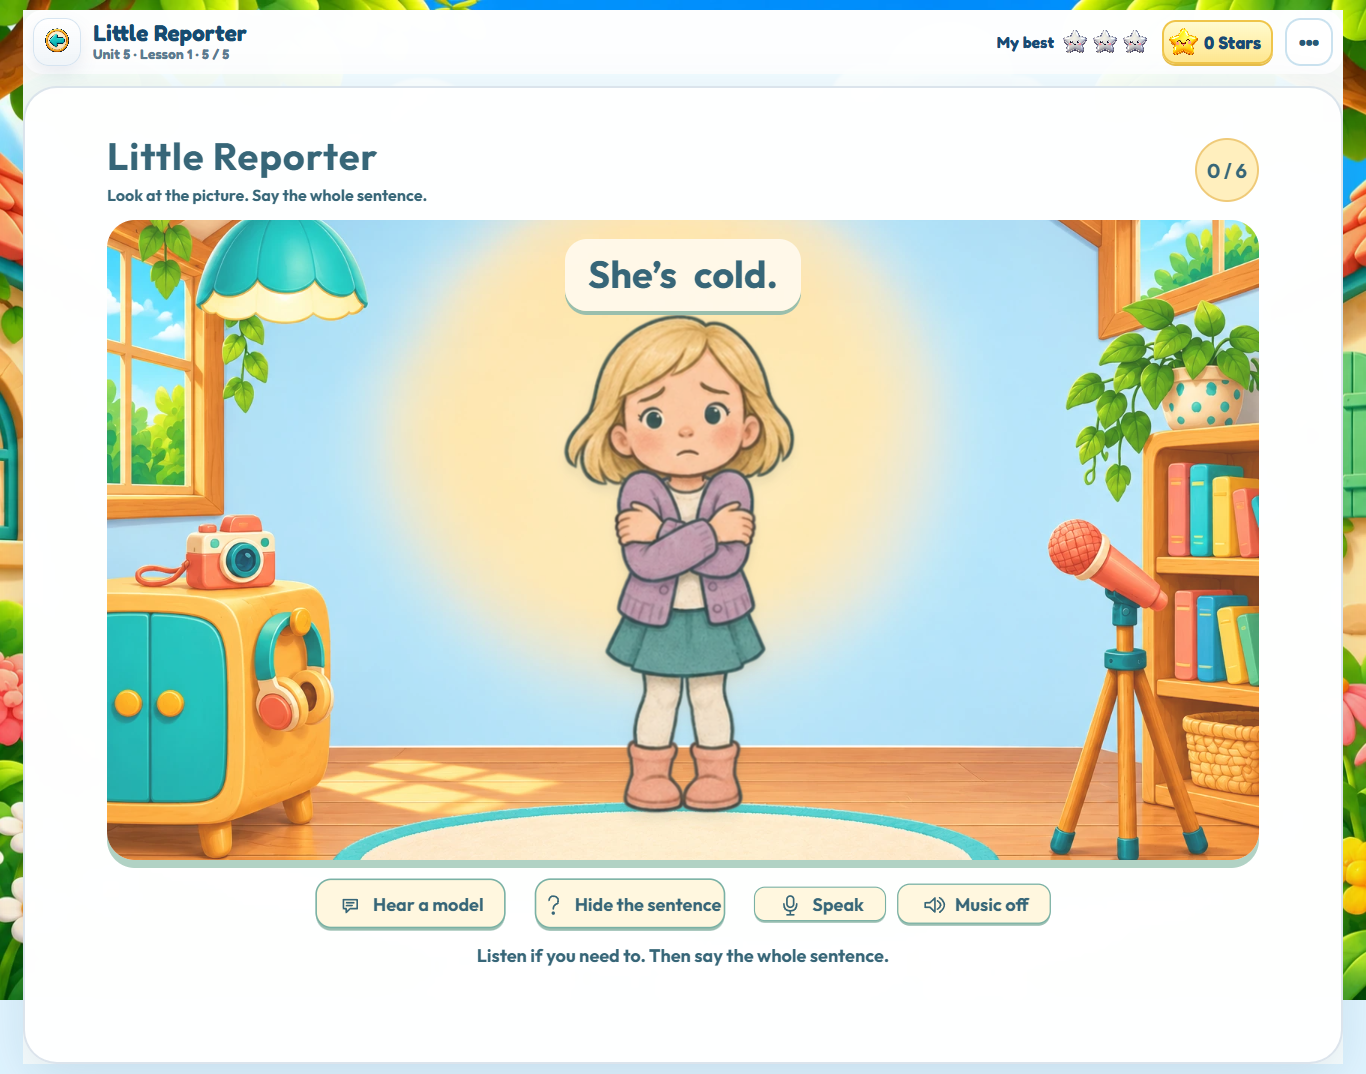 Little Reporter
Unit 5 · Lesson 1 · 5 / 5
My best
0 Stars
Little Reporter
Look at the picture. Say the whole sentence.
0 / 6
She's cold.
Hear a model
Hide the sentence
Speak
Music off
Listen if you need to. Then say the whole sentence.